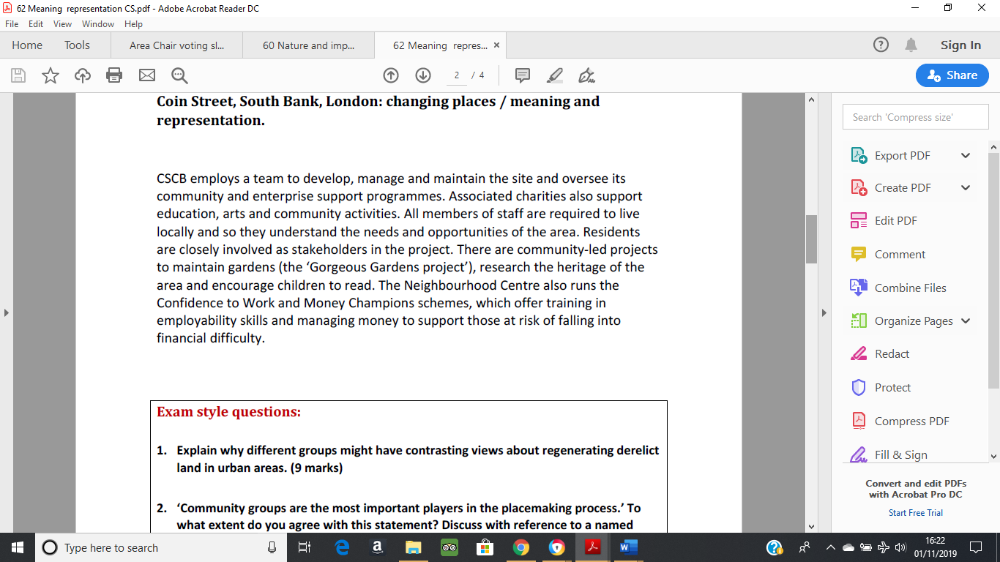 62 Meaning  representation CS.pdf - Adobe Acrobat Reader DC
File Edit View Window Help
Home Tools Area Chair voting sl... 60 Nature and imp... 62 Meaning  repres... × Sign In
2 / 4 Share
Coin Street, South Bank, London: changing places / meaning and
representation.
CSCB employs a team to develop, manage and maintain the site and oversee its
community and enterprise support programmes. Associated charities also support
education, arts and community activities. All members of staff are required to live
locally and so they understand the needs and opportunities of the area. Residents
are closely involved as stakeholders in the project. There are community-led projects
to maintain gardens (the ‘Gorgeous Gardens project’), research the heritage of the
area and encourage children to read. The Neighbourhood Centre also runs the
Confidence to Work and Money Champions schemes, which offer training in
employability skills and managing money to support those at risk of falling into
financial difficulty.
Exam style questions:
1. Explain why different groups might have contrasting views about regenerating derelict
land in urban areas. (9 marks)
2. ‘Community groups are the most important players in the placemaking process.’ To
what extent do you agree with this statement? Discuss with reference to a named
Search 'Compress size'
Export PDF
Create PDF
Edit PDF
Comment
Combine Files
Organize Pages
Redact
Protect
Compress PDF
Fill & Sign
Convert and edit PDFs
with Acrobat Pro DC
Start Free Trial
Type here to search
16:22
01/11/2019